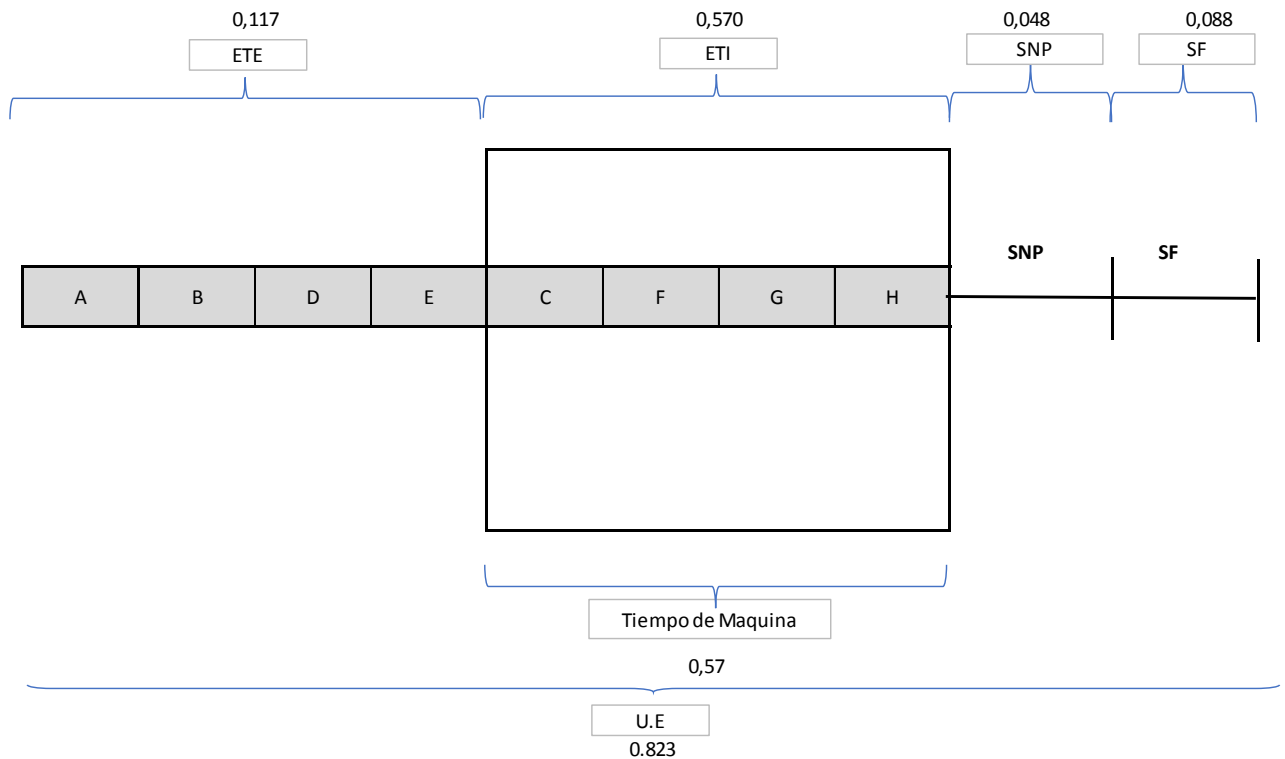 0,117
0,570
0,048
0,088
ETE
ETI
SNP
SF
SNP
SF
A
B
D
E
C
F
G
H
Tiempo de Maquina
0,57
U.E
0.823